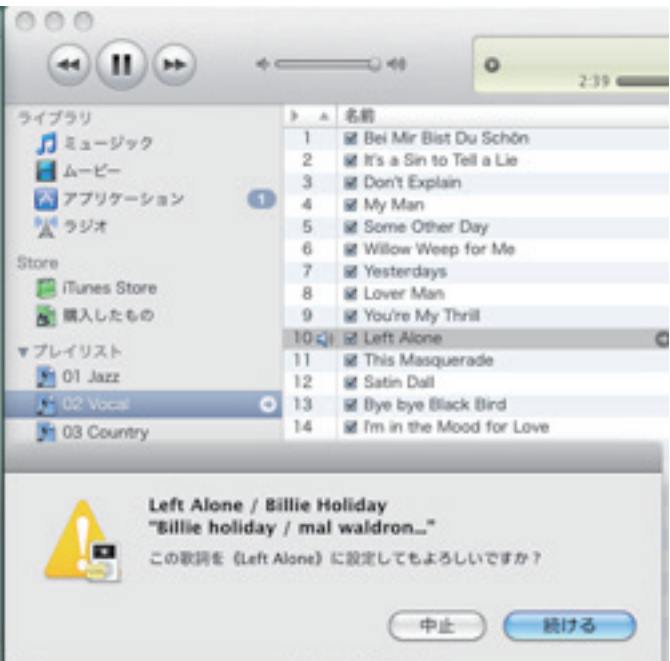 2:39
ライブラリ
ミュージック
ムービー
アプリケーション 1
ラジオ
Store
iTunes Store
購入したもの
プレイリスト
01 Jazz
02 Vocal
03 Country
名前
1 Bei Mir Bist Du Schön
2 It's a Sin to Tell a Lie
3 Don't Explain
4 My Man
5 Some Other Day
6 Willow Weep for Me
7 Yesterdays
8 Lover Man
9 You're My Thrill
10 Left Alone
11 This Masquerade
12 Satin Dall
13 Bye bye Black Bird
14 I'm in the Mood for Love
Left Alone / Billie Holiday
"Billie holiday / mal waldron..."
この歌詞を《Left Alone》に設定してもよろしいですか？
中止 続ける